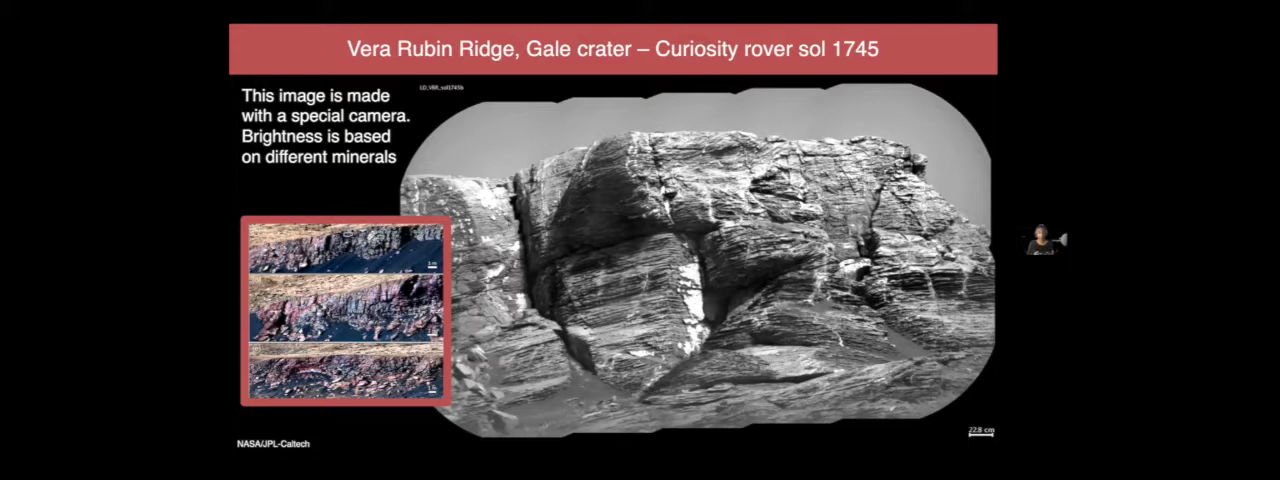 Vera Rubin Ridge, Gale crater – Curiosity rover sol 1745
This image is made
with a special camera.
Brightness is based
on different minerals
NASA/JPL-Caltech
22.8 cm